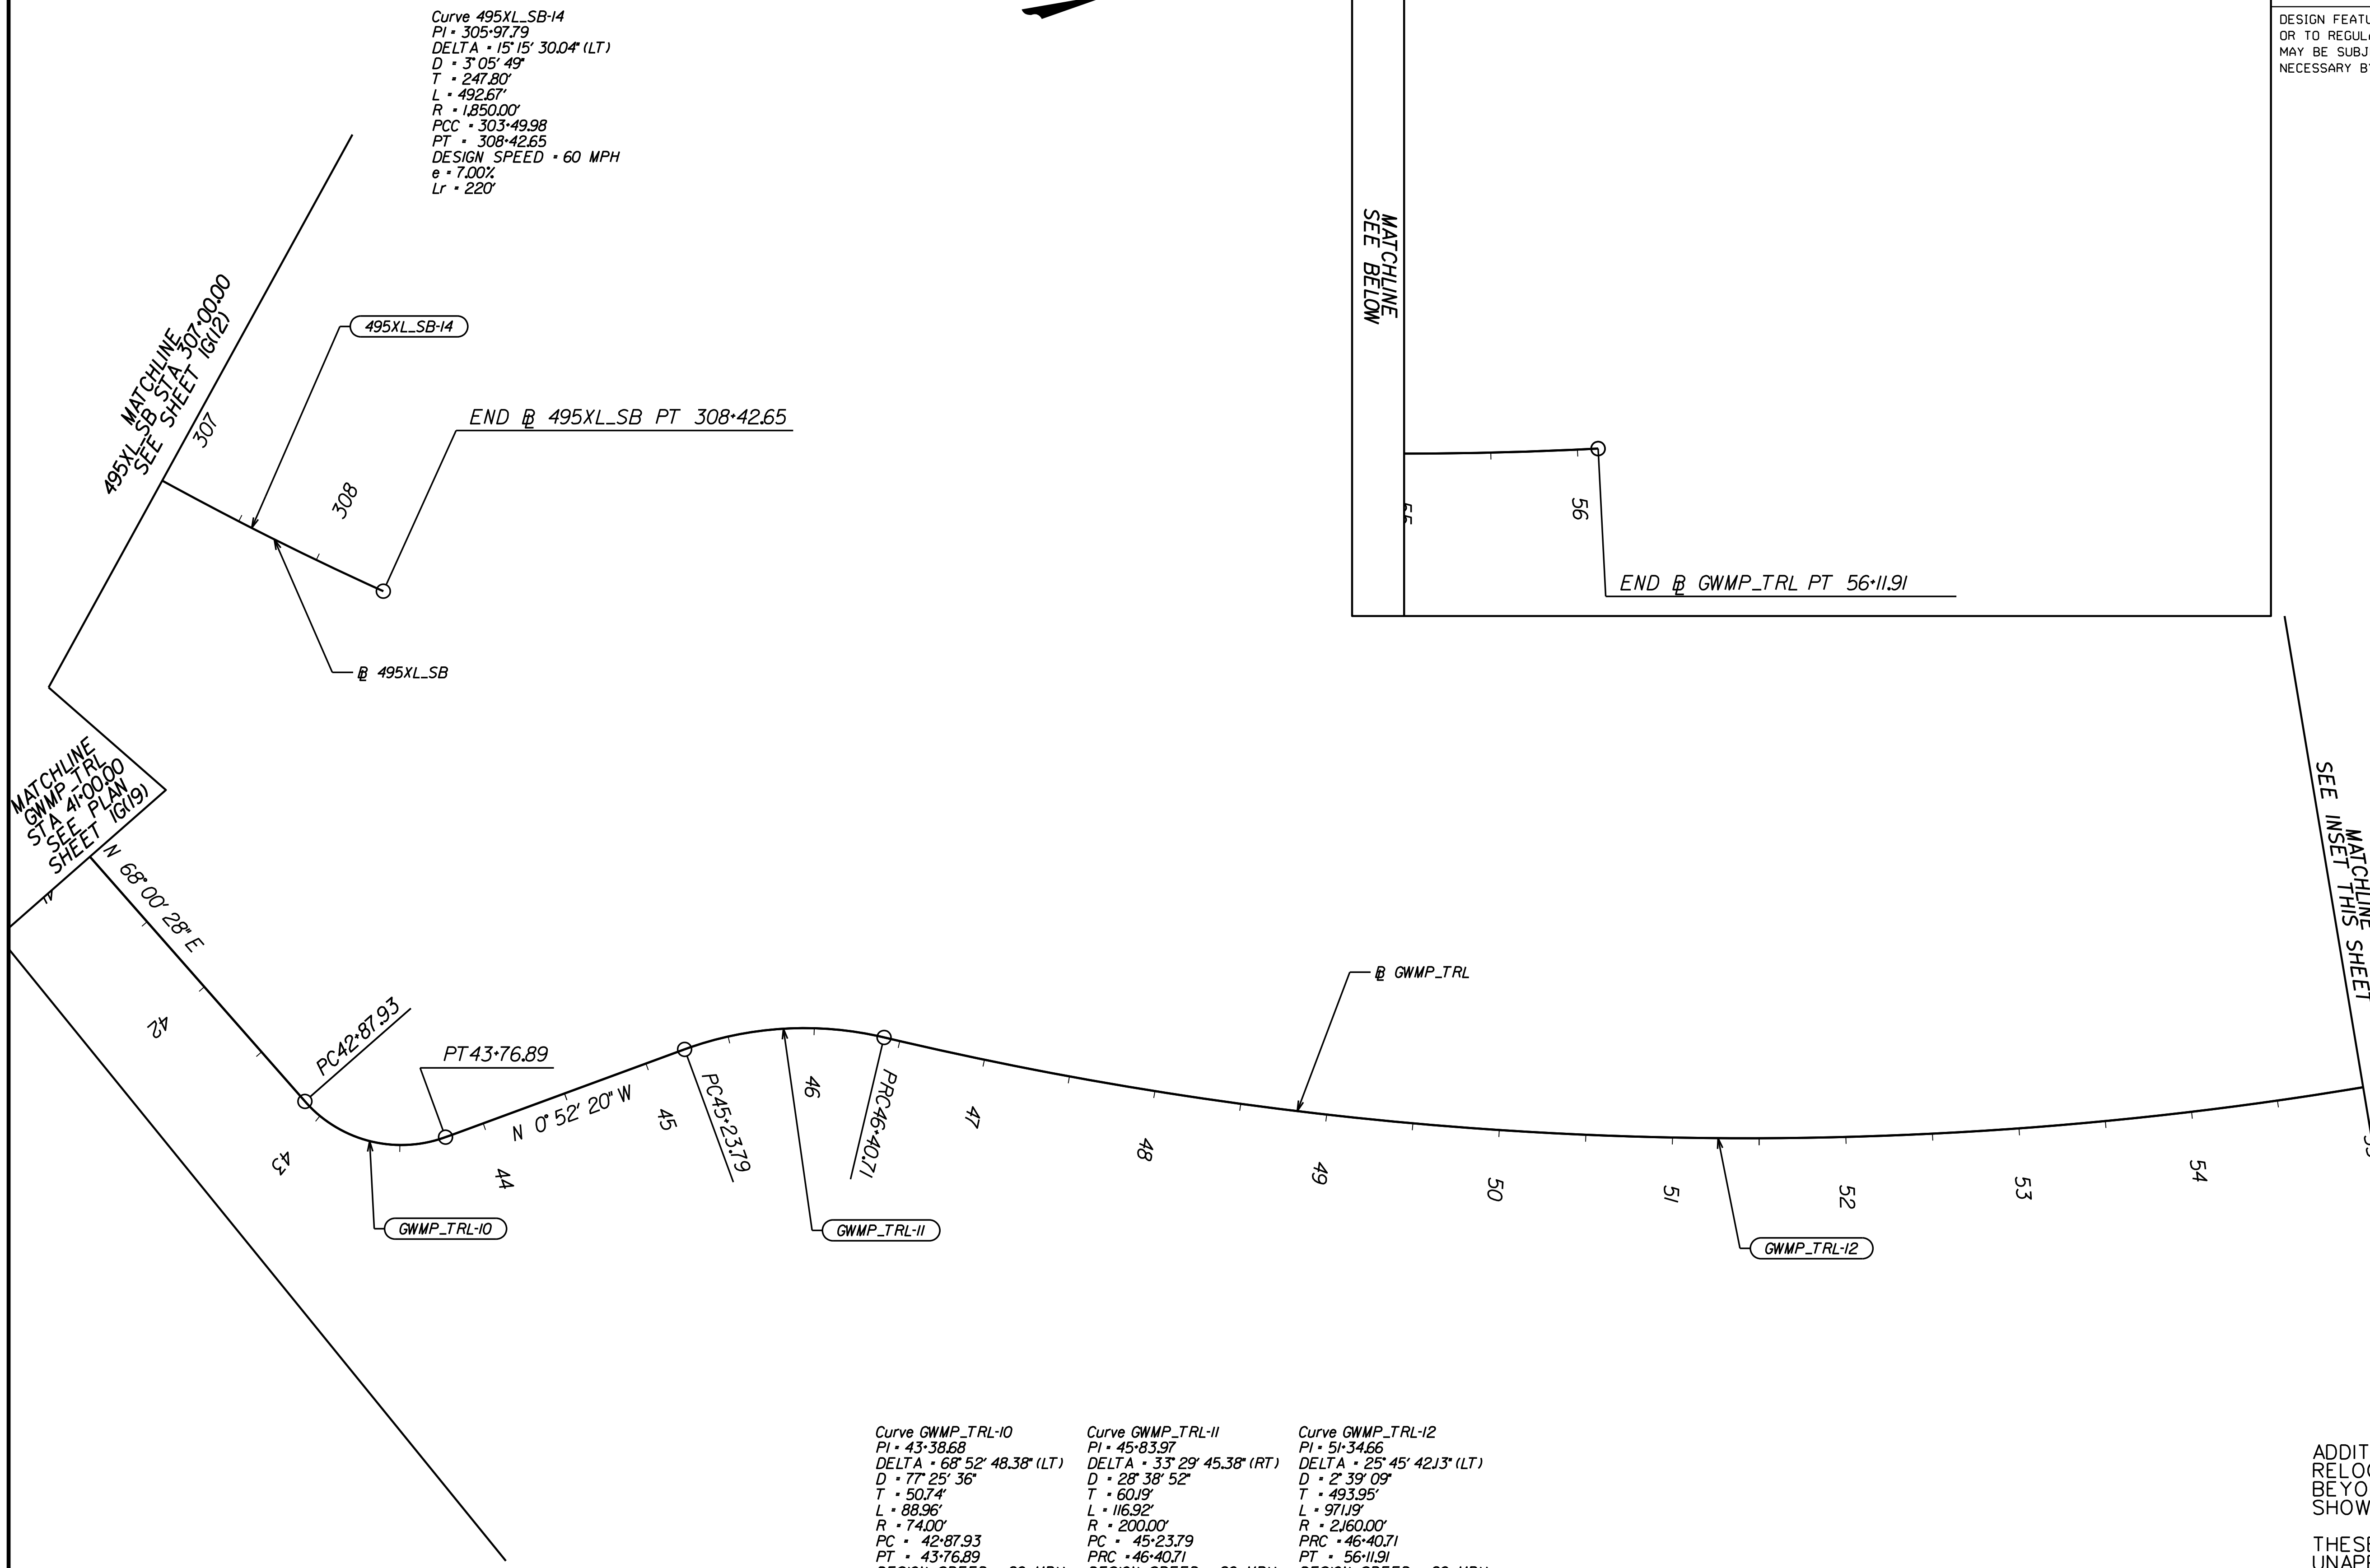 Curve 495XL_SB-14
PI = 305+97.79
DELTA = 15° 15' 30.04" (LT)
D = 3° 05' 49"
T = 247.80'
L = 492.67'
R = 1,850.00'
PCC = 303+49.98
PT = 308+42.65
DESIGN SPEED = 60 MPH
e = 7.00%
Lr = 220'
MATCHLINE
SEE BELOW
DESIGN FEATU
OR TO REGULA
MAY BE SUBJ
NECESSARY BY
MATCHLINE
495XL_SB STA 307+00.00
SEE SHEET 1G(12)
307
308
495XL_SB-14
END BL 495XL_SB PT 308+42.65
BL 495XL_SB
55
56
END BL GWMP_TRL PT 56+11.91
MATCHLINE
GWMP_TRL
STA 41+00.00
SEE PLAN
SHEET 1G(19)
N 68° 00' 28" E
42
PC42+87.93
43
PT43+76.89
44
N 0° 52' 20" W
45
PC45+23.79
46
PRC46+40.71
47
BL GWMP_TRL
48
49
50
51
52
53
54
MATCHLINE
SEE INSET THIS SHEET
GWMP_TRL-10
GWMP_TRL-11
GWMP_TRL-12
Curve GWMP_TRL-10
PI = 43+38.68
DELTA = 68° 52' 48.38" (LT)
D = 77° 25' 36"
T = 50.74'
L = 88.96'
R = 74.00'
PC = 42+87.93
PT = 43+76.89
Curve GWMP_TRL-11
PI = 45+83.97
DELTA = 33° 29' 45.38" (RT)
D = 28° 38' 52"
T = 60.19'
L = 116.92'
R = 200.00'
PC = 45+23.79
PRC = 46+40.71
Curve GWMP_TRL-12
PI = 51+34.66
DELTA = 25° 45' 42.13" (LT)
D = 2° 39' 09"
T = 493.95'
L = 971.19'
R = 2,160.00'
PRC = 46+40.71
PT = 56+11.91
ADDIT
RELOC
BEYO
SHOW
THESE
UNAPP